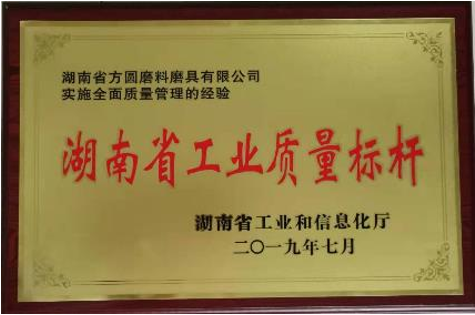 湖南省方圆磨料磨具有限公司
实施全面质量管理的经验
湖南省工业质量标杆
湖南省工业和信息化厅
二〇一九年七月